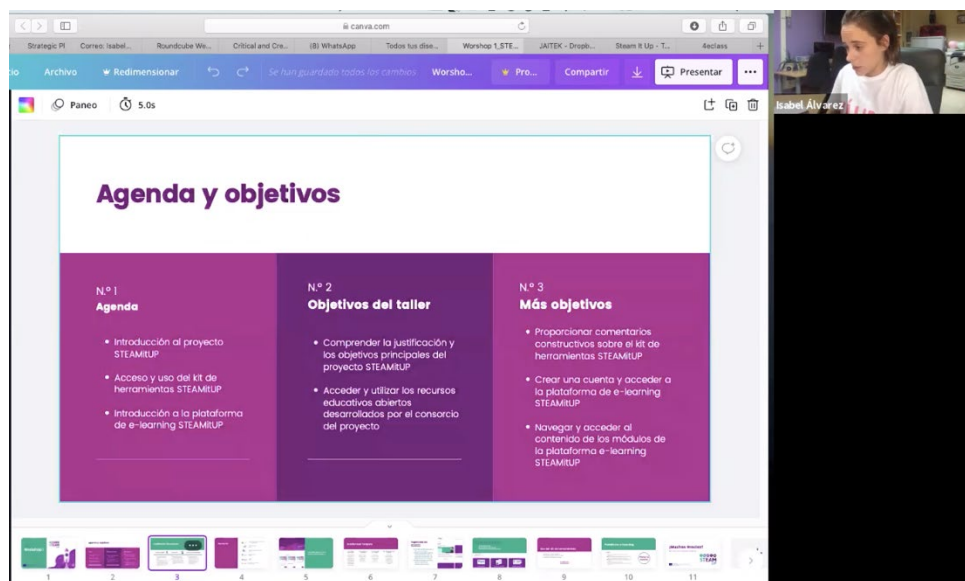 canva.com
Strategic Pl
Correo: Isabel...
Roundcube We...
Critical and Cre...
(8) WhatsApp
Todos tus dise...
Worshop 1_STE...
JAITEK - Dropb...
Steam It Up - T...
4eclass
Archivo
Redimensionar
Se han guardado todos los cambios
Worsho...
Pro...
Compartir
Presentar
Paneo
5.0s
Isabel Álvarez
Agenda y objetivos
N.º 1
Agenda
• Introducción al proyecto
STEAMitUP
• Acceso y uso del kit de
herramientas STEAMitUP
• Introducción a la plataforma
de e-learning STEAMitUP
N.º 2
Objetivos del taller
• Comprender la justificación y
los objetivos principales del
proyecto STEAMitUP
• Acceder y utilizar los recursos
educativos abiertos
desarrollados por el consorcio
del proyecto
N.º 3
Más objetivos
• Proporcionar comentarios
constructivos sobre el kit de
herramientas STEAMitUP
• Crear una cuenta y acceder a
la plataforma de e-learning
STEAMitUP
• Navegar y acceder al
contenido de los módulos de
la plataforma e-learning
STEAMitUP
1
2
3
4
5
6
7
8
9
10
11